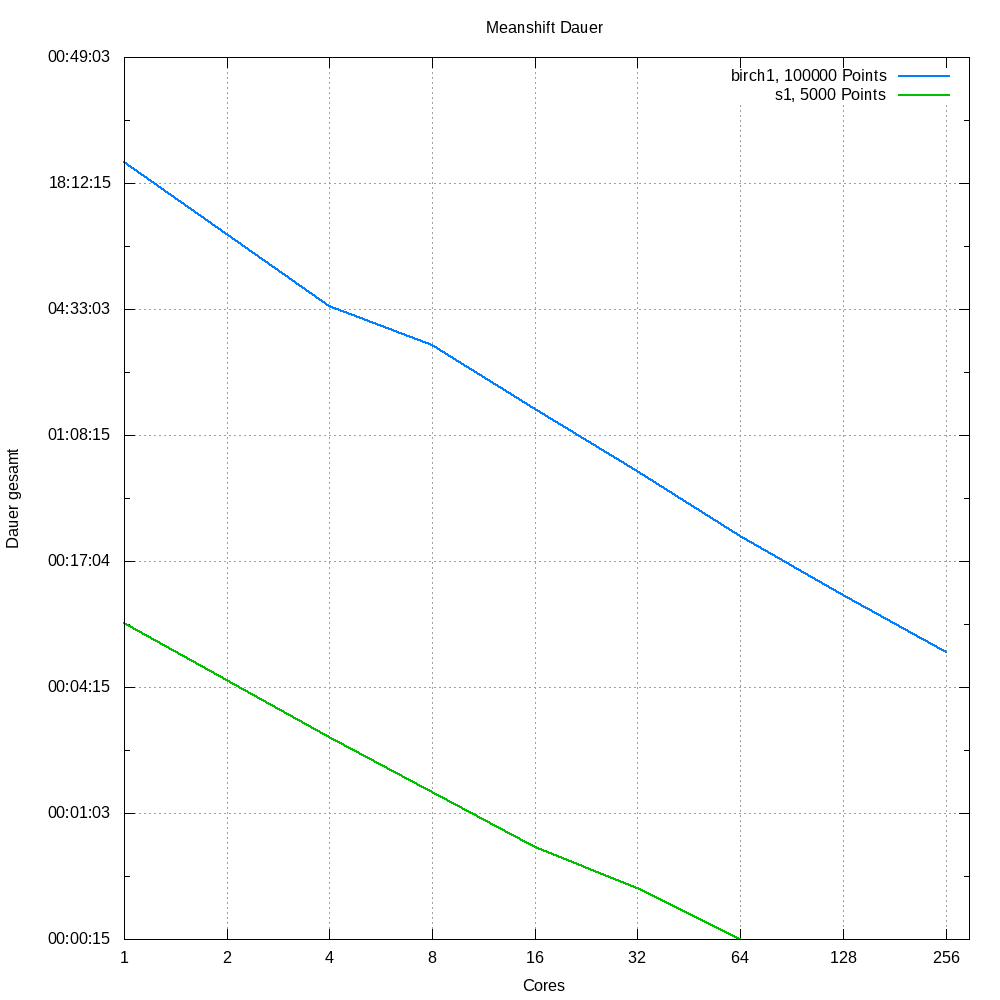 Meanshift Dauer
birch1, 100000 Points
s1, 5000 Points
00:49:03
18:12:15
04:33:03
01:08:15
00:17:04
00:04:15
00:01:03
00:00:15
Dauer gesamt
1 2 4 8 16 32 64 128 256
Cores